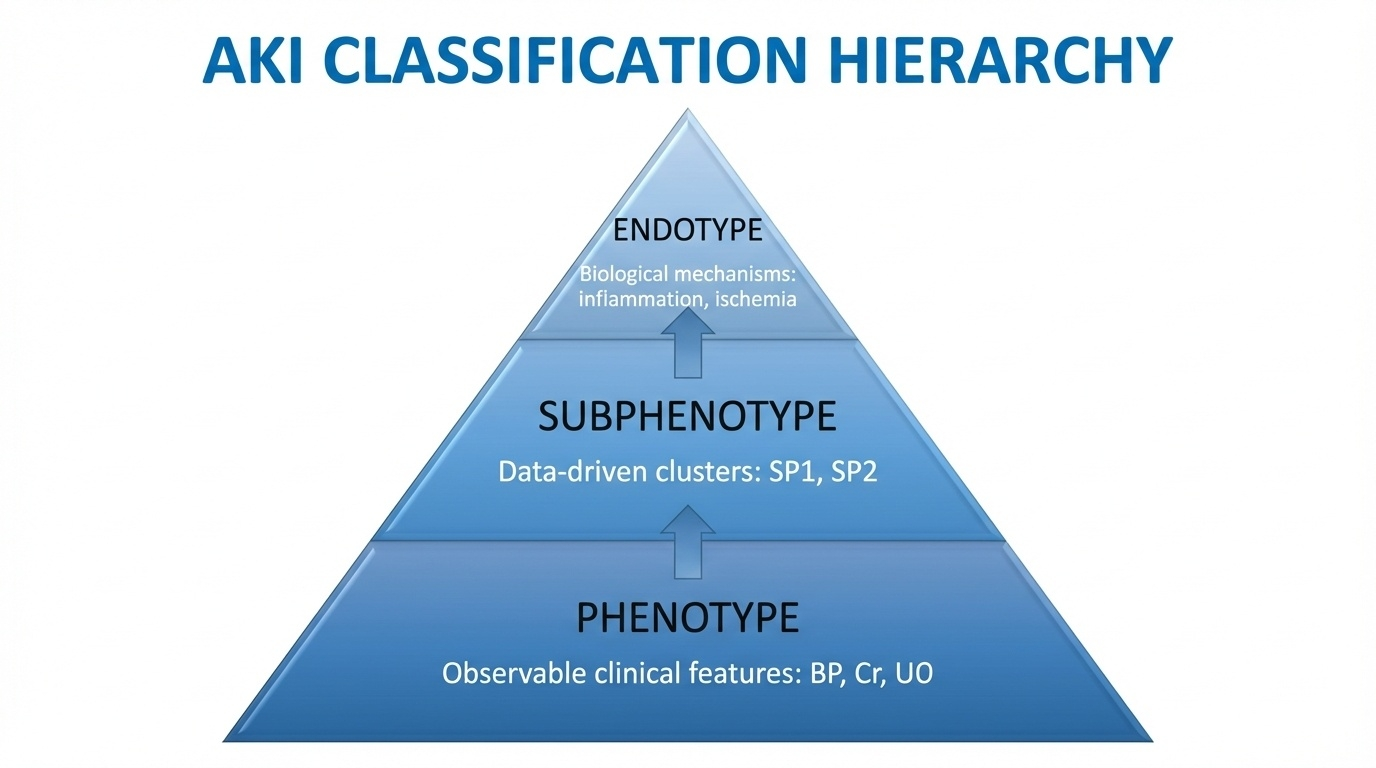 AKI CLASSIFICATION HIERARCHY
ENDOTYPE
Biological mechanisms:
inflammation, ischemia
SUBPHENOTYPE
Data-driven clusters: SP1, SP2
PHENOTYPE
Observable clinical features: BP, Cr, UO